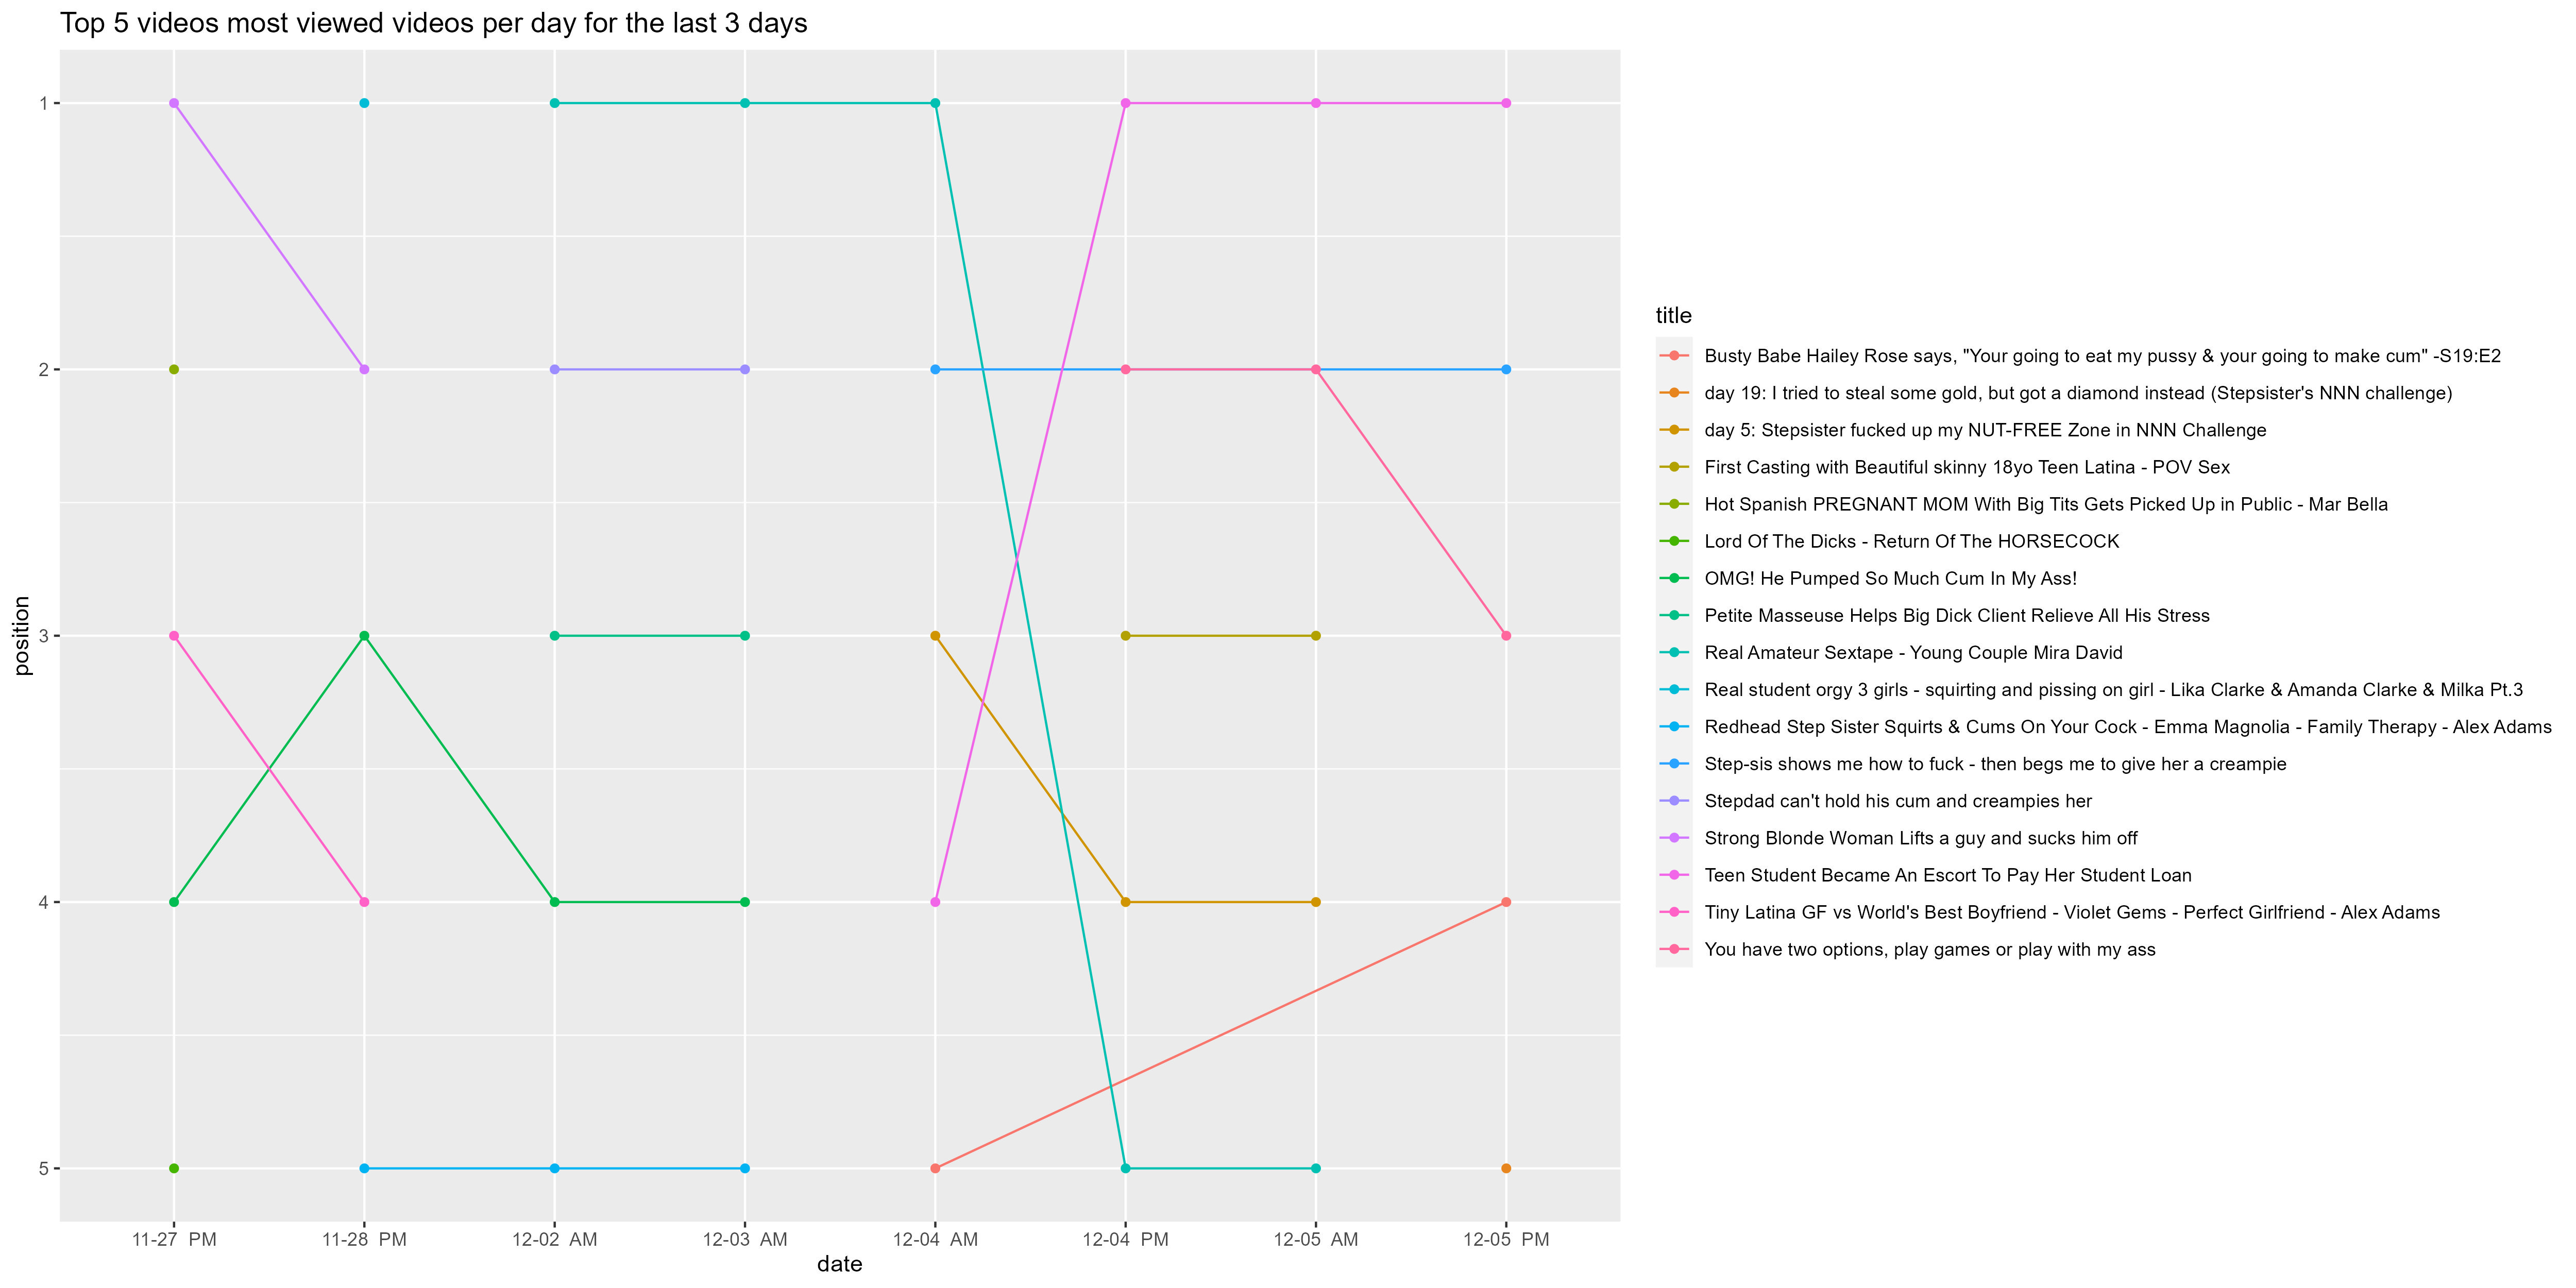 Top 5 videos most viewed videos per day for the last 3 days
position
1
2
3
4
5
11-27 PM
11-28 PM
12-02 AM
12-03 AM
12-04 AM
12-04 PM
12-05 AM
12-05 PM
date
title
Busty Babe Hailey Rose says, "Your going to eat my pussy & your going to make cum" -S19:E2
day 19: I tried to steal some gold, but got a diamond instead (Stepsister's NNN challenge)
day 5: Stepsister fucked up my NUT-FREE Zone in NNN Challenge
First Casting with Beautiful skinny 18yo Teen Latina - POV Sex
Hot Spanish PREGNANT MOM With Big Tits Gets Picked Up in Public - Mar Bella
Lord Of The Dicks - Return Of The HORSECOCK
OMG! He Pumped So Much Cum In My Ass!
Petite Masseuse Helps Big Dick Client Relieve All His Stress
Real Amateur Sextape - Young Couple Mira David
Real student orgy 3 girls - squirting and pissing on girl - Lika Clarke & Amanda Clarke & Milka Pt.3
Redhead Step Sister Squirts & Cums On Your Cock - Emma Magnolia - Family Therapy - Alex Adams
Step-sis shows me how to fuck - then begs me to give her a creampie
Stepdad can't hold his cum and creampies her
Strong Blonde Woman Lifts a guy and sucks him off
Teen Student Became An Escort To Pay Her Student Loan
Tiny Latina GF vs World's Best Boyfriend - Violet Gems - Perfect Girlfriend - Alex Adams
You have two options, play games or play with my ass